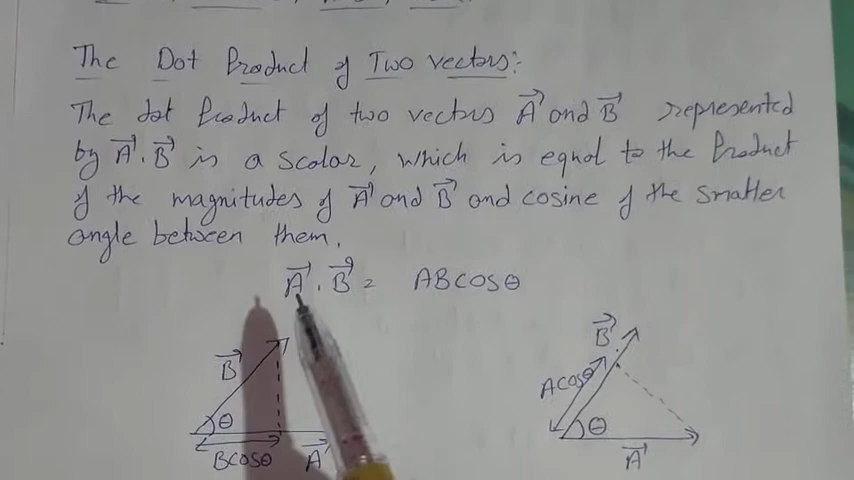 The Dot Product of Two vectors:
The dot Product of two vectors A⃗ and B⃗ represented
by A⃗ . B⃗ is a scalar, which is equal to the Product
of the magnitudes of A⃗ and B⃗ and cosine of the smaller
angle between them.
A⃗ . B⃗ = ABCOSθ
B⃗
θ
BCOSθ
A⃗
B⃗
ACOSθ
θ
A⃗